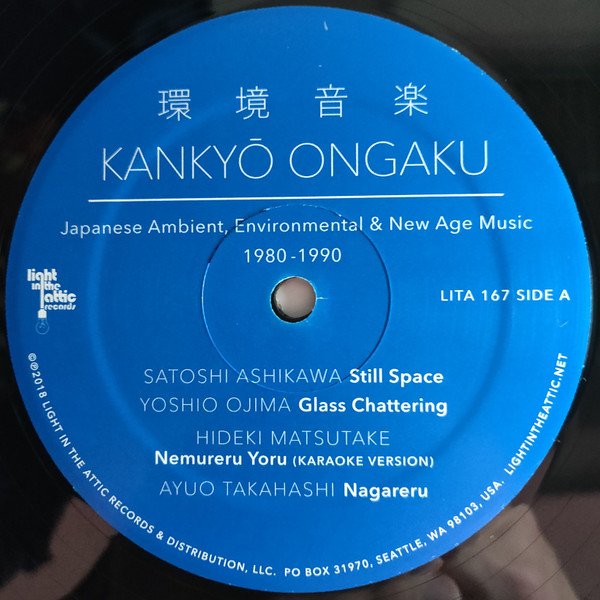 環境音楽
KANKYŌ ONGAKU
Japanese Ambient, Environmental & New Age Music
1980-1990
light
in the
attic
records
LITA 167 SIDE A
SATOSHI ASHIKAWA Still Space
YOSHIO OJIMA Glass Chattering
HIDEKI MATSUTAKE
Nemureru Yoru (KARAOKE VERSION)
AYUO TAKAHASHI Nagareru
©℗2018 LIGHT IN THE ATTIC RECORDS & DISTRIBUTION, LLC. PO BOX 31970, SEATTLE, WA 98103, USA. LIGHTINTHEATTIC.NET